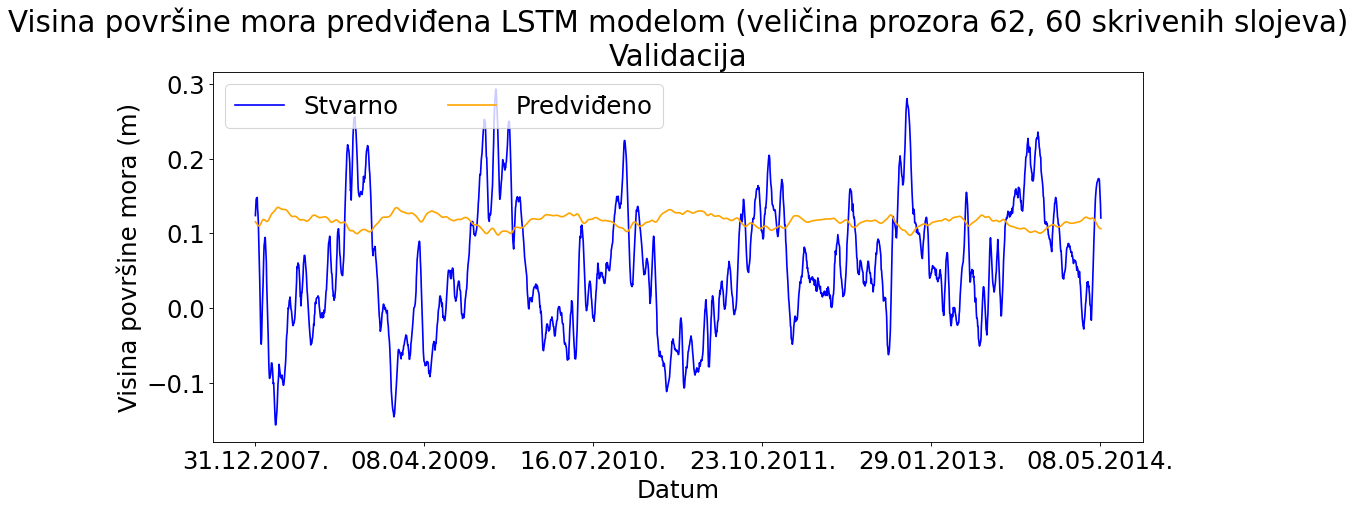 Visina površine mora predviđena LSTM modelom (veličina prozora 62, 60 skrivenih slojeva)
Validacija
Stvarno
Predviđeno
Visina površine mora (m)
0.3
0.2
0.1
0.0
−0.1
31.12.2007.
08.04.2009.
16.07.2010.
23.10.2011.
29.01.2013.
08.05.2014.
Datum